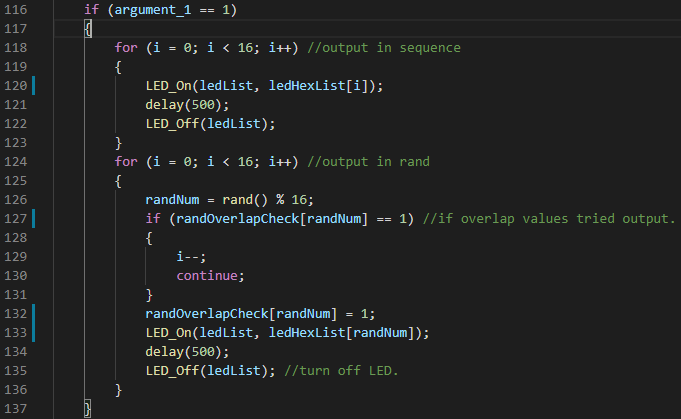 116 if (argument_1 == 1)
117 {
118 for (i = 0; i < 16; i++) //output in sequence
119 {
120 LED_On(ledList, ledHexList[i]);
121 delay(500);
122 LED_Off(ledList);
123 }
124 for (i = 0; i < 16; i++) //output in rand
125 {
126 randNum = rand() % 16;
127 if (randOverlapCheck[randNum] == 1) //if overlap values tried output.
128 {
129 i--;
130 continue;
131 }
132 randOverlapCheck[randNum] = 1;
133 LED_On(ledList, ledHexList[randNum]);
134 delay(500);
135 LED_Off(ledList); //turn off LED.
136 }
137 }